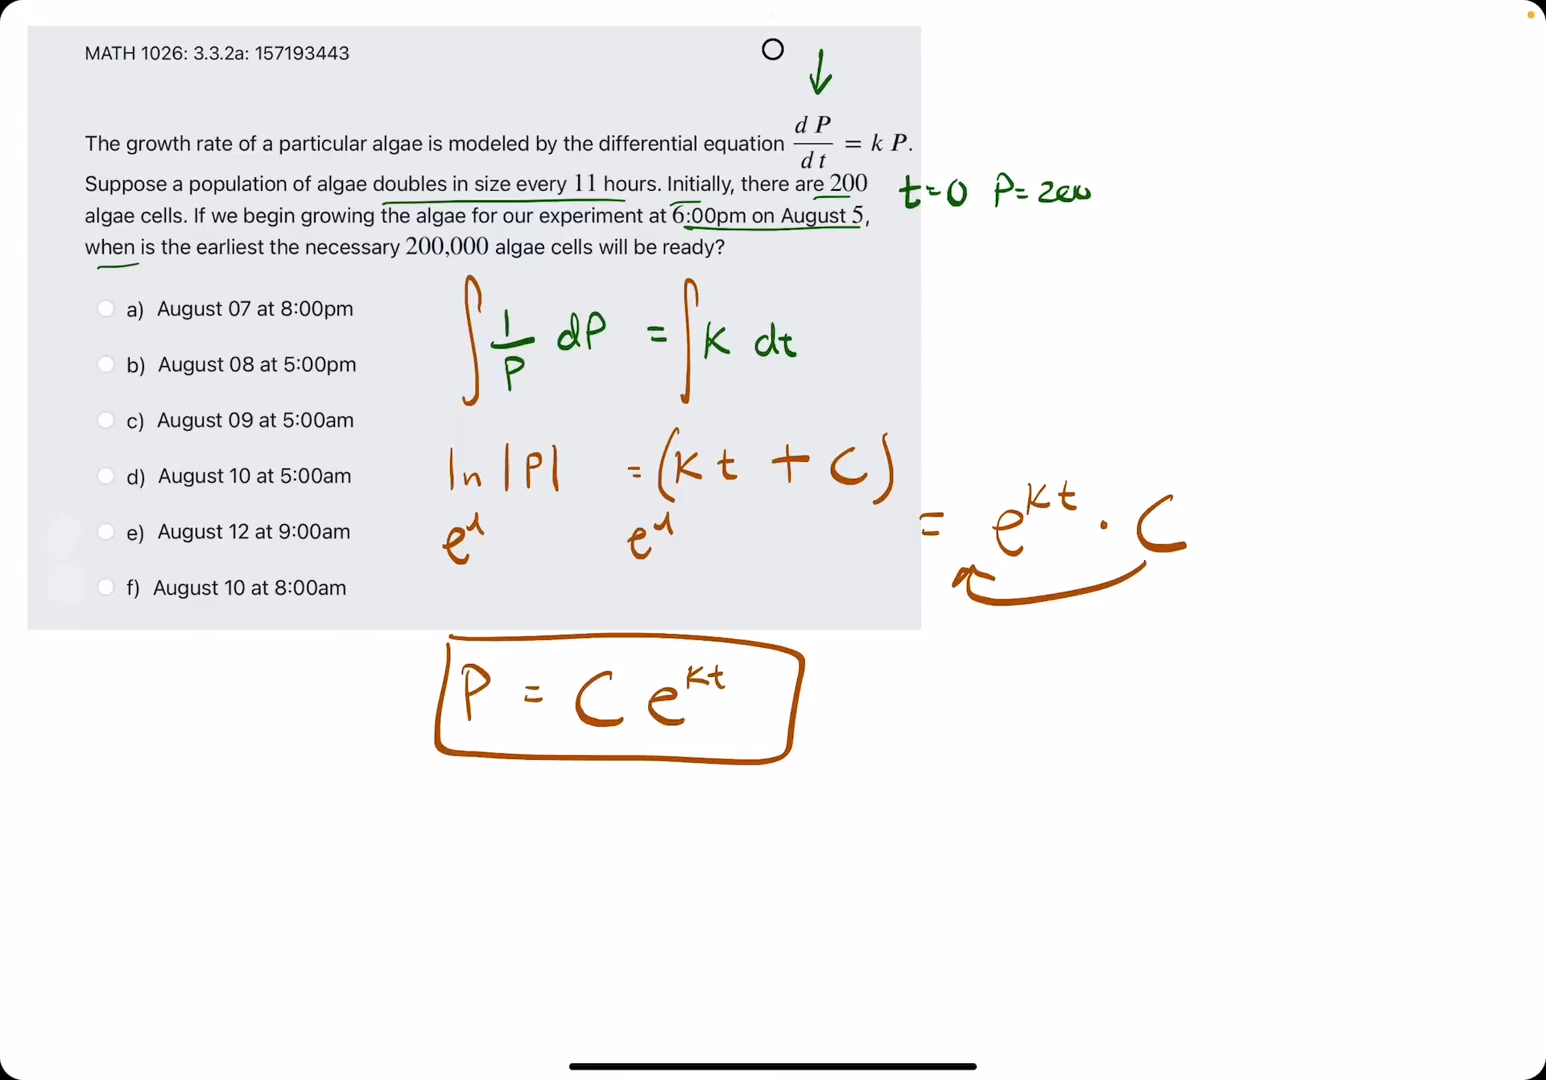 MATH 1026: 3.3.2a: 157193443
The growth rate of a particular algae is modeled by the differential equation dP/dt = k P.
Suppose a population of algae doubles in size every 11 hours. Initially, there are 200
t=0 P=200
algae cells. If we begin growing the algae for our experiment at 6:00pm on August 5,
when is the earliest the necessary 200,000 algae cells will be ready?
a) August 07 at 8:00pm
b) August 08 at 5:00pm
c) August 09 at 5:00am
d) August 10 at 5:00am
e) August 12 at 9:00am
f) August 10 at 8:00am
∫ 1/P dP = ∫ K dt
ln |P| = (Kt + C)
e e
= e^{Kt} · C
P = C e^{Kt}